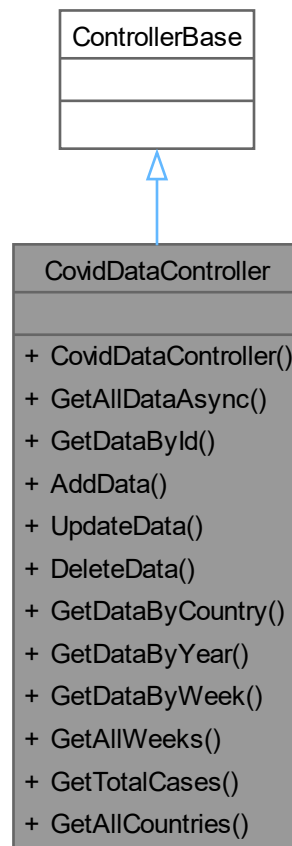 ControllerBase
CovidDataController
+ CovidDataController()
+ GetAllDataAsync()
+ GetDataById()
+ AddData()
+ UpdateData()
+ DeleteData()
+ GetDataByCountry()
+ GetDataByYear()
+ GetDataByWeek()
+ GetAllWeeks()
+ GetTotalCases()
+ GetAllCountries()